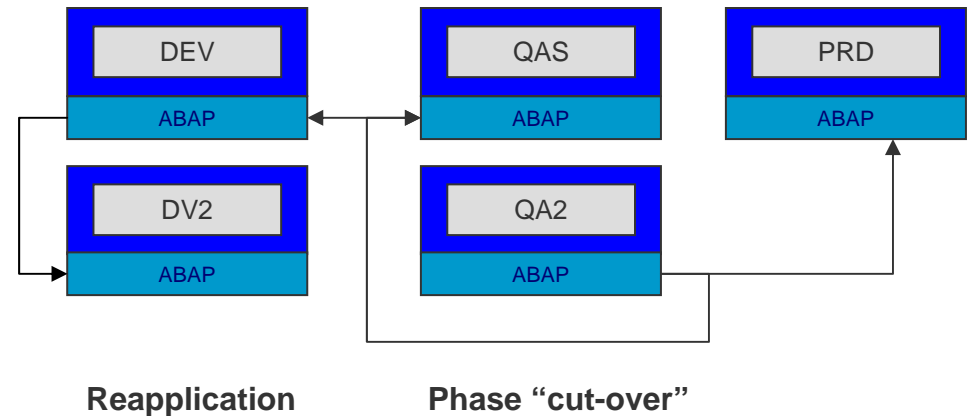 DEV
ABAP
QAS
ABAP
PRD
ABAP
DV2
ABAP
QA2
ABAP
Reapplication
Phase “cut-over”